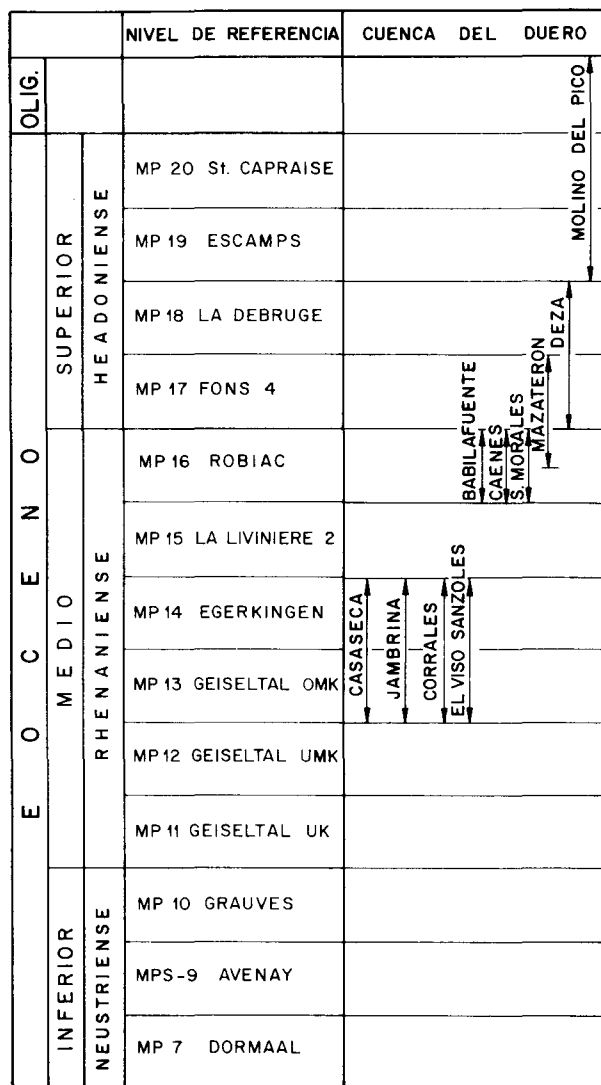 NIVEL DE REFERENCIA
CUENCA DEL DUERO
OLIG.
EOCENO
SUPERIOR
HEADONIENSE
MEDIO
RHENANIENSE
INFERIOR
NEUSTRIENSE
MP 20 St. CAPRAISE
MP 19 ESCAMPS
MP 18 LA DEBRUGE
MP 17 FONS 4
MP 16 ROBIAC
MP 15 LA LIVINIERE 2
MP 14 EGERKINGEN
MP 13 GEISELTAL OMK
MP 12 GEISELTAL UMK
MP 11 GEISELTAL UK
MP 10 GRAUVES
MPS-9 AVENAY
MP 7 DORMAAL
CASASECA
JAMBRINA
CORRALES
EL VISO SANZOLES
BABILAFUENTE
CAENES
S. MORALES
MAZATERON
DEZA
MOLINO DEL PICO